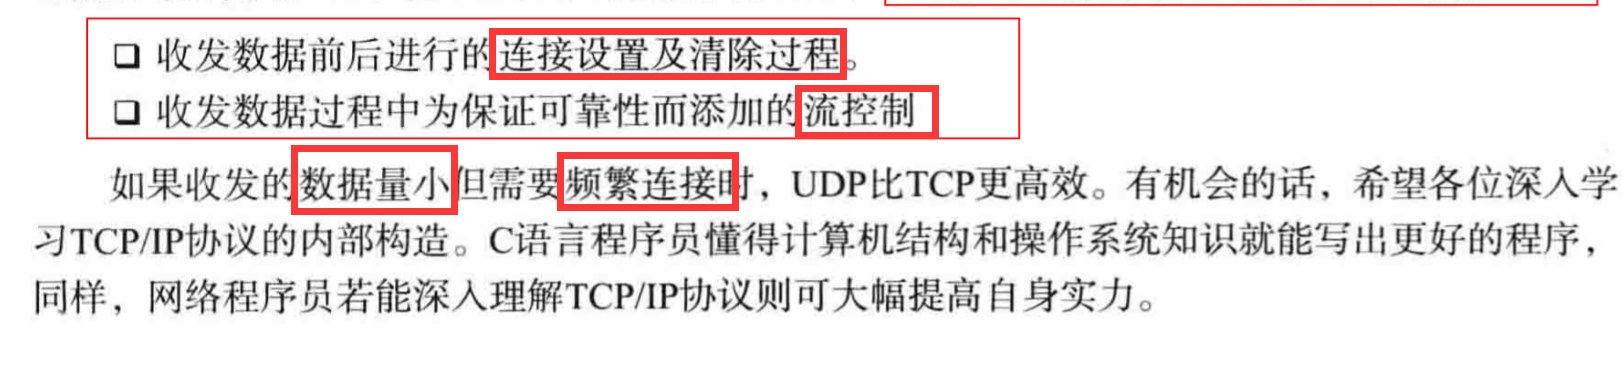 ❏ 收发数据前后进行的连接设置及清除过程。
❏ 收发数据过程中为保证可靠性而添加的流控制
如果收发的数据量小但需要频繁连接时，UDP比TCP更高效。有机会的话，希望各位深入学
习TCP/IP协议的内部构造。C语言程序员懂得计算机结构和操作系统知识就能写出更好的程序，
同样，网络程序员若能深入理解TCP/IP协议则可大幅提高自身实力。